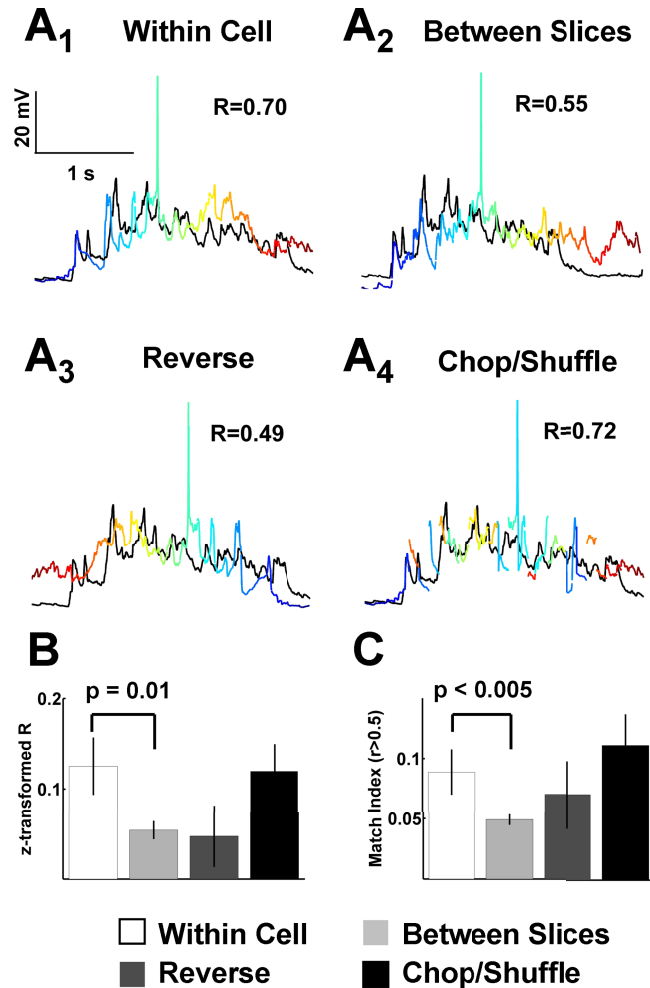 A1 Within Cell
A2 Between Slices
20 mV
1 s
R=0.70
R=0.55
A3 Reverse
A4 Chop/Shuffle
R=0.49
R=0.72
B
p = 0.01
z-transformed R
0.2
0.1
C
p < 0.005
Match Index (r>0.5)
0.1
0.05
Within Cell
Between Slices
Reverse
Chop/Shuffle